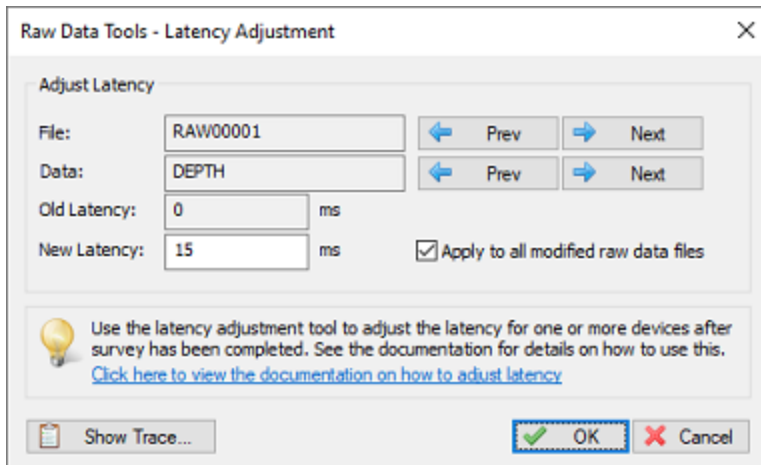 Raw Data Tools - Latency Adjustment
Adjust Latency
File: RAW00001 Prev Next
Data: DEPTH Prev Next
Old Latency: 0 ms
New Latency: 15 ms Apply to all modified raw data files
Use the latency adjustment tool to adjust the latency for one or more devices after
survey has been completed. See the documentation for details on how to use this.
Click here to view the documentation on how to adjust latency
Show Trace... OK Cancel